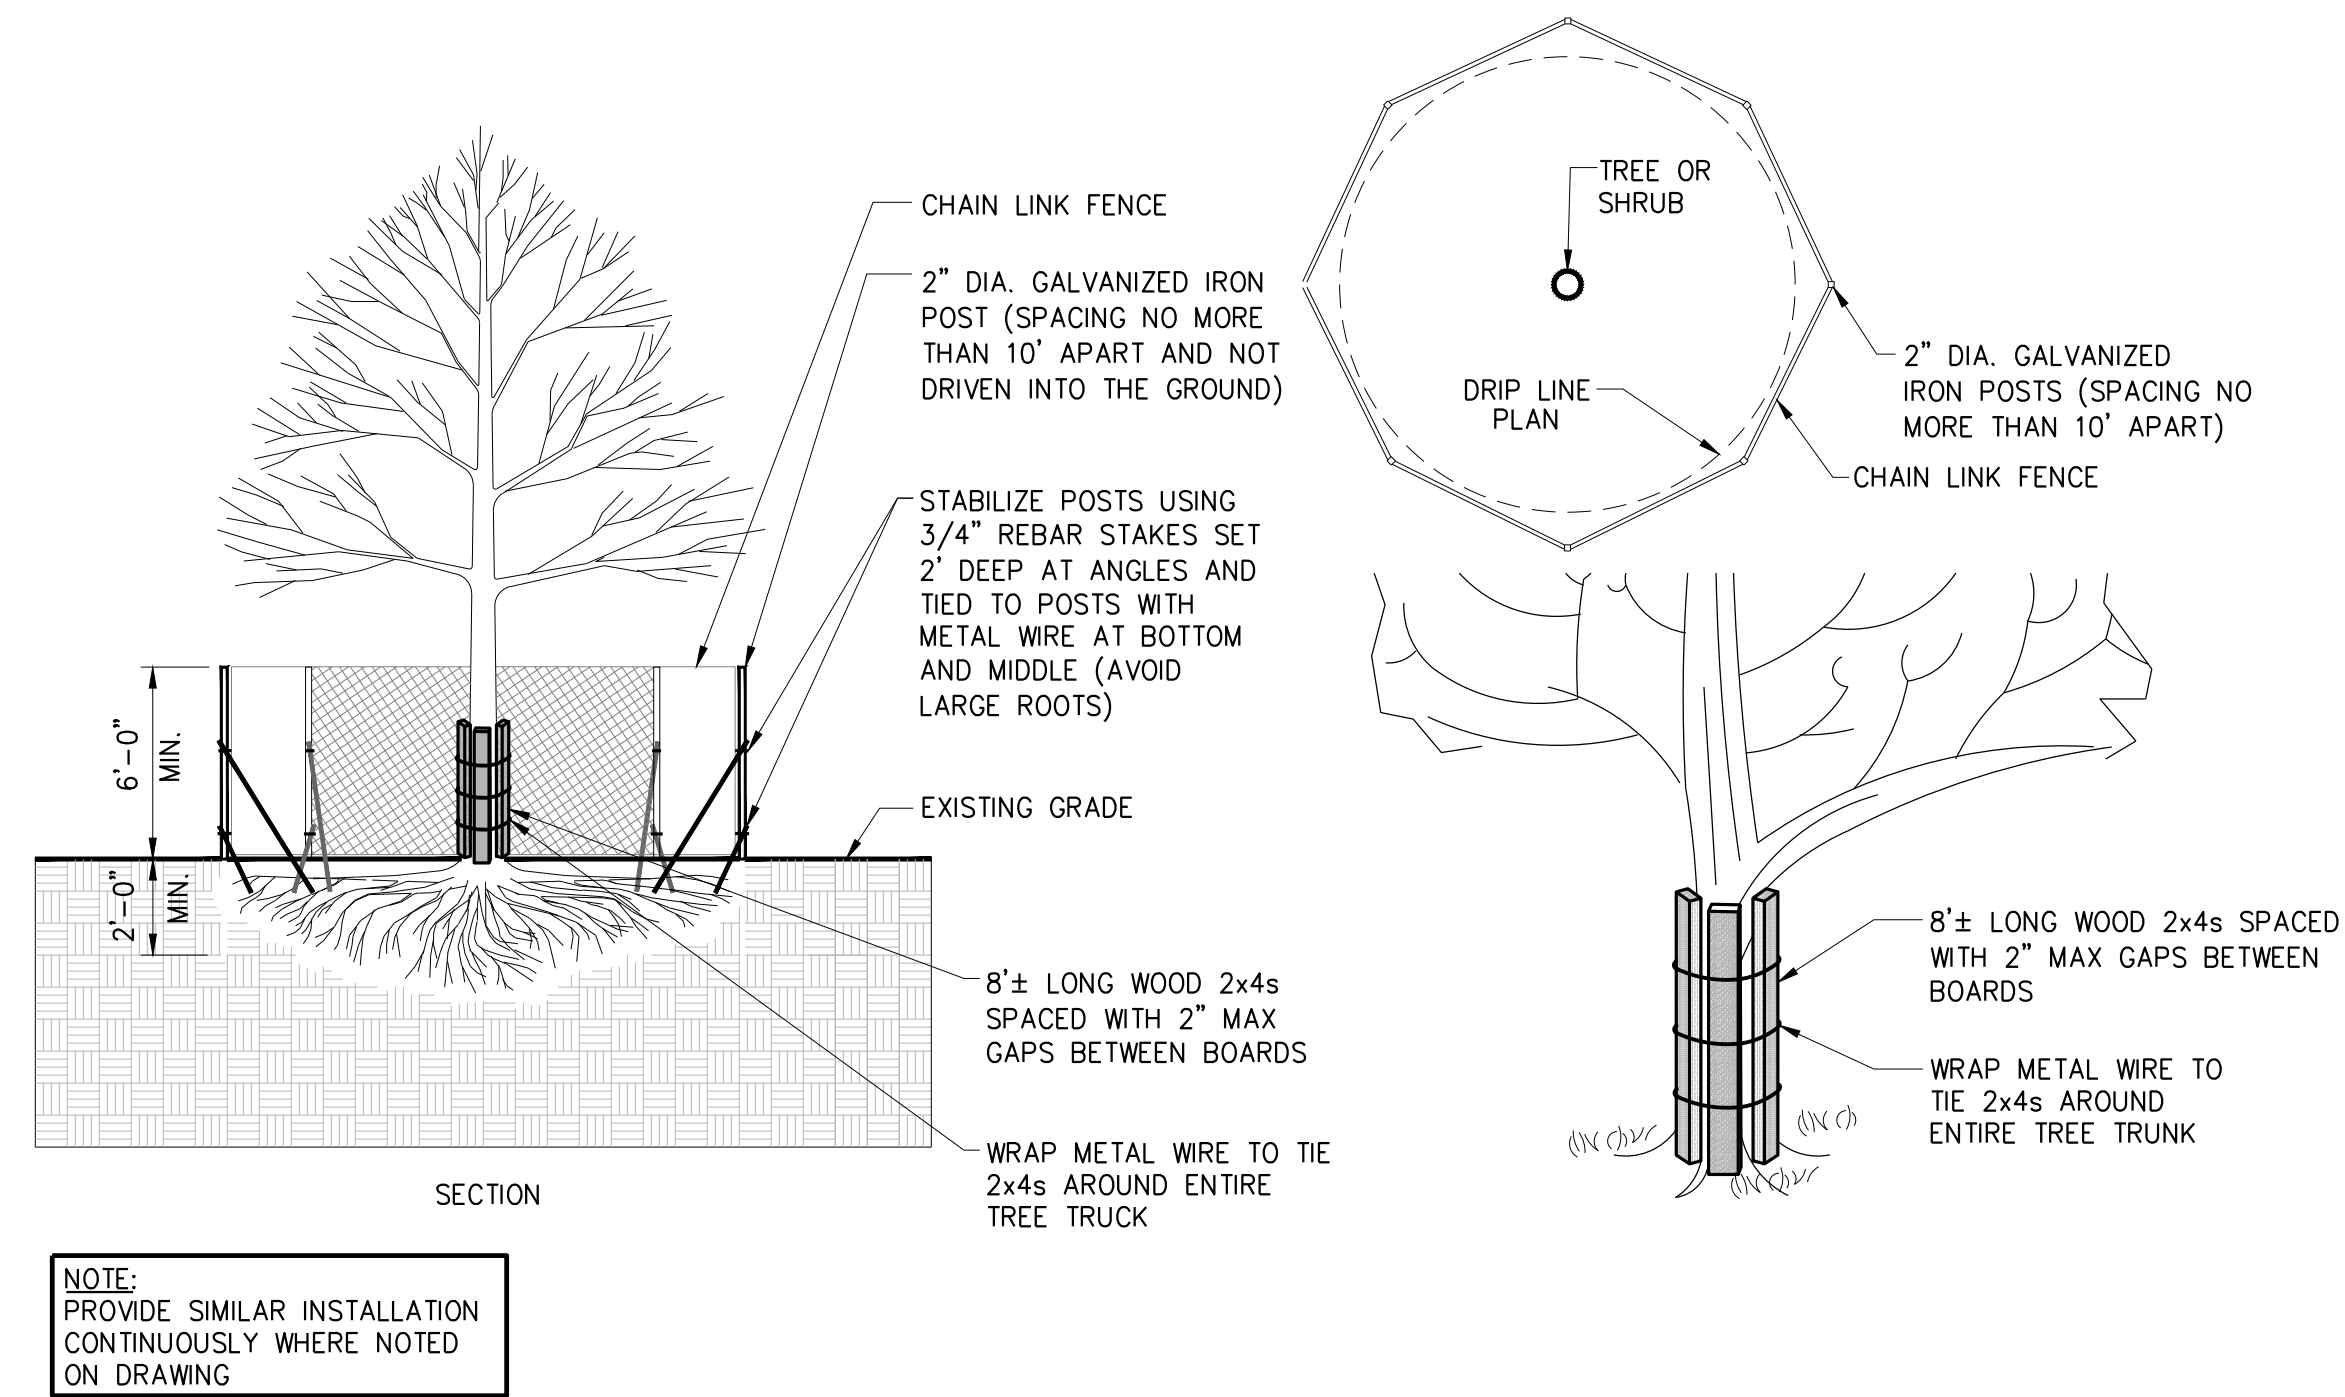 CHAIN LINK FENCE
2" DIA. GALVANIZED IRON
POST (SPACING NO MORE
THAN 10' APART AND NOT
DRIVEN INTO THE GROUND)
STABILIZE POSTS USING
3/4" REBAR STAKES SET
2' DEEP AT ANGLES AND
TIED TO POSTS WITH
METAL WIRE AT BOTTOM
AND MIDDLE (AVOID
LARGE ROOTS)
EXISTING GRADE
6'-0"
MIN.
2'-0"
MIN.
8'± LONG WOOD 2x4s
SPACED WITH 2" MAX
GAPS BETWEEN BOARDS
WRAP METAL WIRE TO TIE
2x4s AROUND ENTIRE
TREE TRUCK
SECTION
NOTE:
PROVIDE SIMILAR INSTALLATION
CONTINUOUSLY WHERE NOTED
ON DRAWING
TREE OR
SHRUB
DRIP LINE
PLAN
2" DIA. GALVANIZED
IRON POSTS (SPACING NO
MORE THAN 10' APART)
CHAIN LINK FENCE
8'± LONG WOOD 2x4s SPACED
WITH 2" MAX GAPS BETWEEN
BOARDS
WRAP METAL WIRE TO
TIE 2x4s AROUND
ENTIRE TREE TRUNK